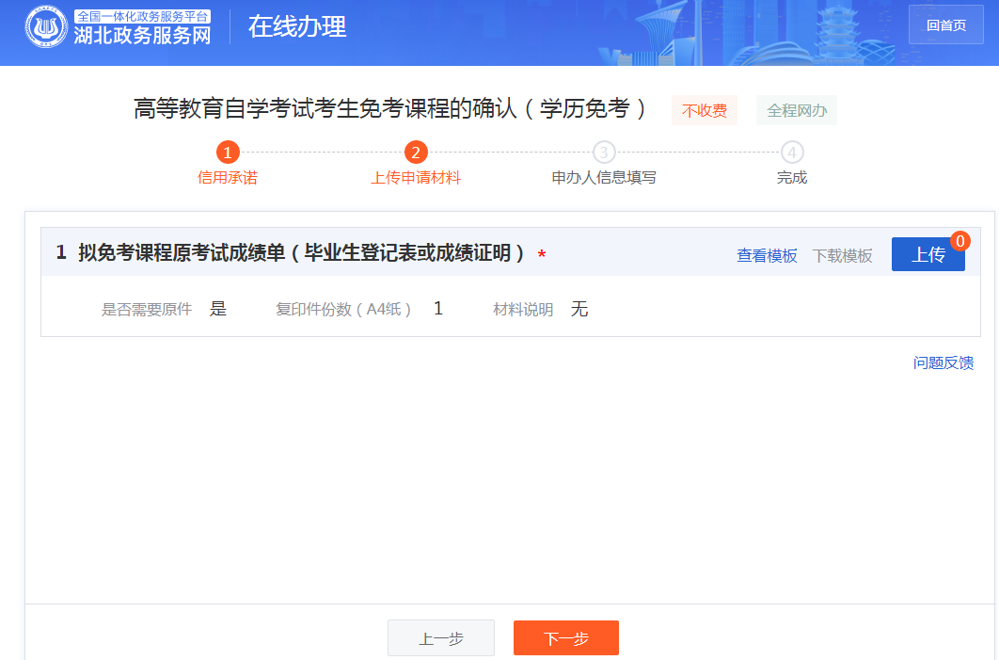 全国一体化政务服务平台
湖北政务服务网
在线办理
回首页
高等教育自学考试考生免考课程的确认（学历免考） 不收费 全程网办
1 2 3 4
信用承诺 上传申请材料 申办人信息填写 完成
1 拟免考课程原考试成绩单（毕业生登记表或成绩证明） * 查看模板 下载模板 上传 0
是否需要原件 是 复印件份数（A4纸） 1 材料说明 无
问题反馈
上一步 下一步